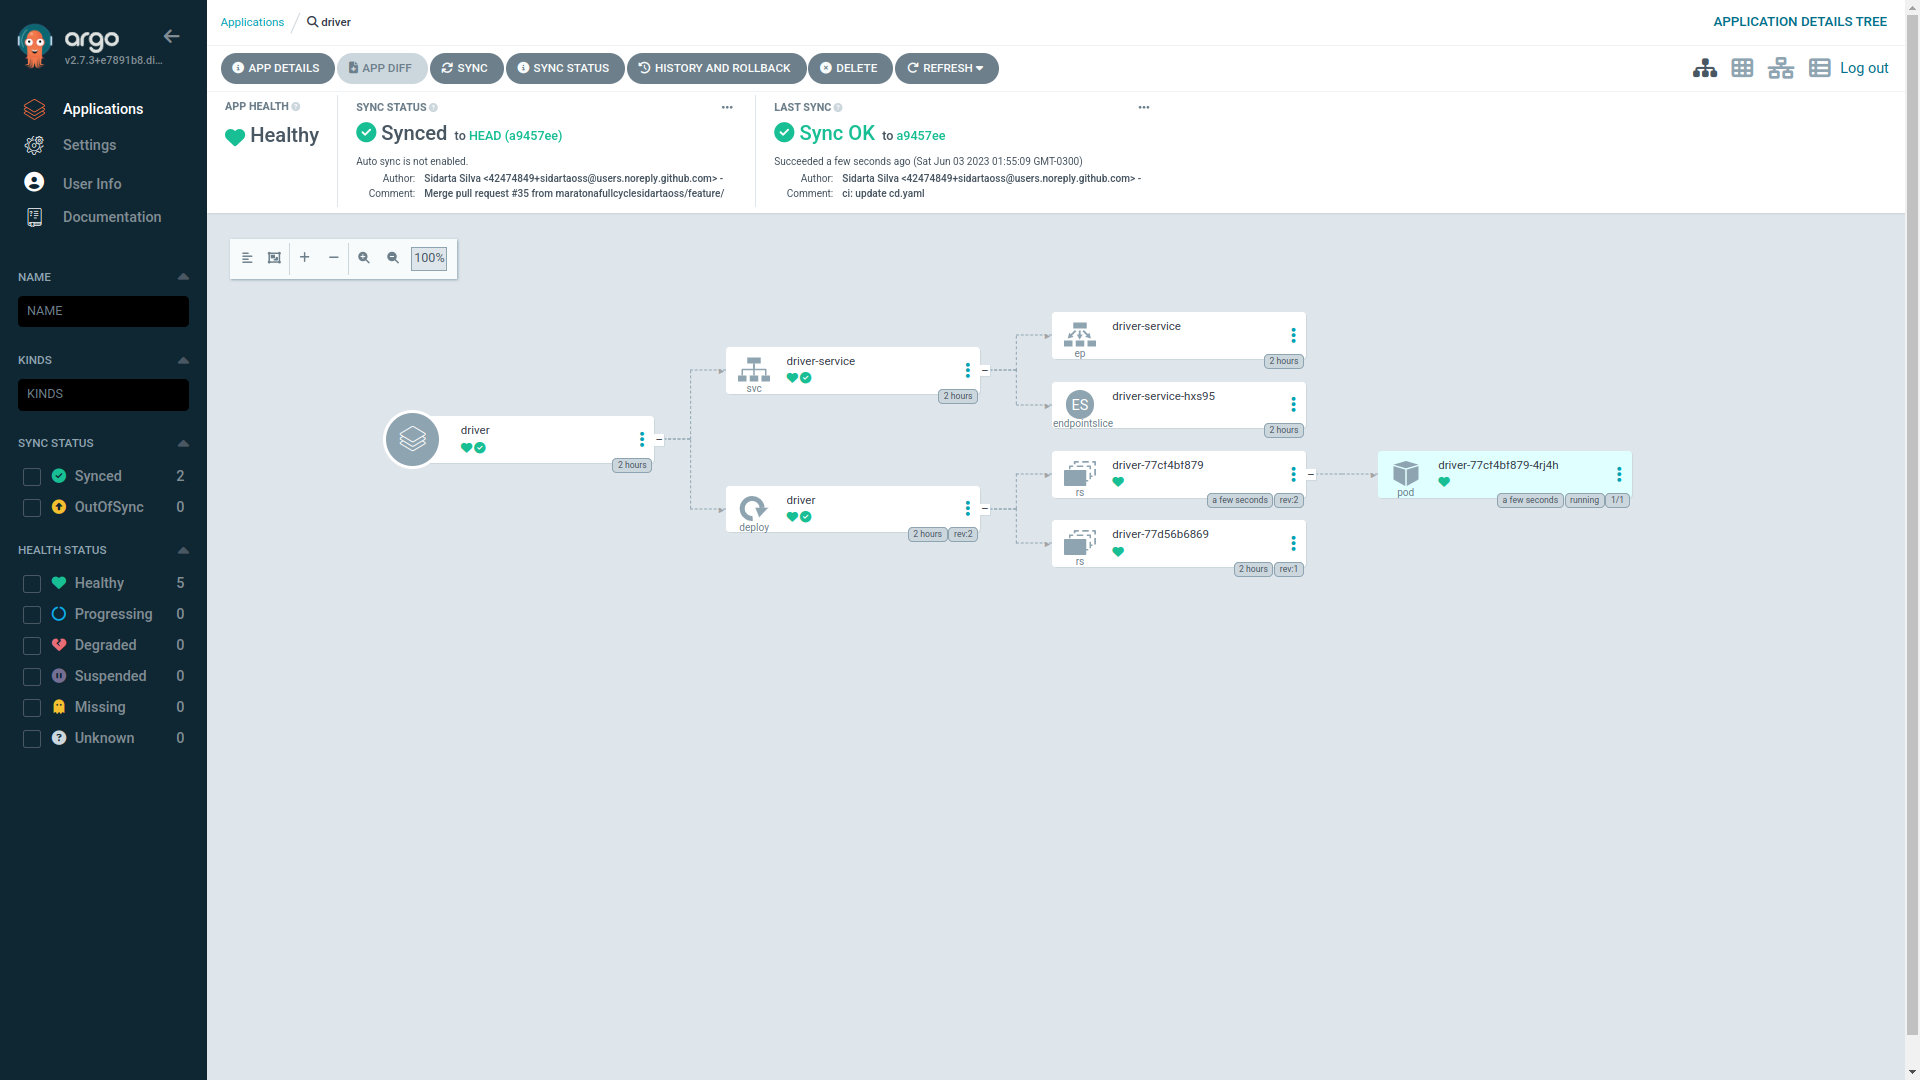 argo
v2.7.3+e7891b8.di...
Applications
Settings
User Info
Documentation
NAME
NAME
KINDS
KINDS
SYNC STATUS
Synced 2
OutOfSync 0
HEALTH STATUS
Healthy 5
Progressing 0
Degraded 0
Suspended 0
Missing 0
Unknown 0
Applications / driver
APPLICATION DETAILS TREE
APP DETAILS APP DIFF SYNC SYNC STATUS HISTORY AND ROLLBACK DELETE REFRESH
Log out
APP HEALTH
Healthy
SYNC STATUS
Synced to HEAD (a9457ee)
Auto sync is not enabled.
Author: Sidarta Silva <42474849+sidartaoss@users.noreply.github.com> -
Comment: Merge pull request #35 from maratonafullcyclesidartaoss/feature/
LAST SYNC
Sync OK to a9457ee
Succeeded a few seconds ago (Sat Jun 03 2023 01:55:09 GMT-0300)
Author: Sidarta Silva <42474849+sidartaoss@users.noreply.github.com> -
Comment: ci: update cd.yaml
100%
driver
2 hours
driver-service
svc
2 hours
driver
deploy
2 hours rev:2
driver-service
ep
2 hours
ES
driver-service-hxs95
endpointslice
2 hours
driver-77cf4bf879
rs
a few seconds rev:2
driver-77d56b6869
rs
2 hours rev:1
driver-77cf4bf879-4rj4h
pod
a few seconds running 1/1